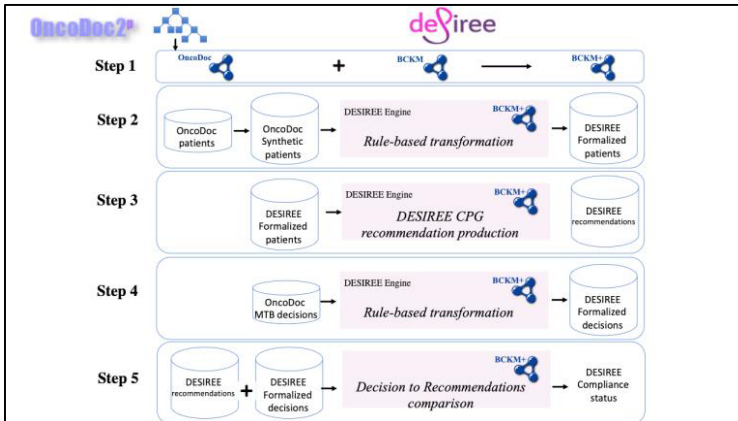 OncoDoc2
deSiree
Step 1
OncoDoc
+
BCKM
BCKM+
Step 2
OncoDoc
patients
OncoDoc
Synthetic
patients
DESIREE Engine
BCKM+
Rule-based transformation
DESIREE
Formalized
patients
Step 3
DESIREE
Formalized
patients
DESIREE Engine
BCKM+
DESIREE CPG
recommendation production
DESIREE
recommendations
Step 4
OncoDoc
MTB decisions
DESIREE Engine
BCKM+
Rule-based transformation
DESIREE
Formalized
decisions
Step 5
DESIREE
recommendations
+
DESIREE
Formalized
decisions
BCKM+
Decision to Recommendations
comparison
DESIREE
Compliance
status